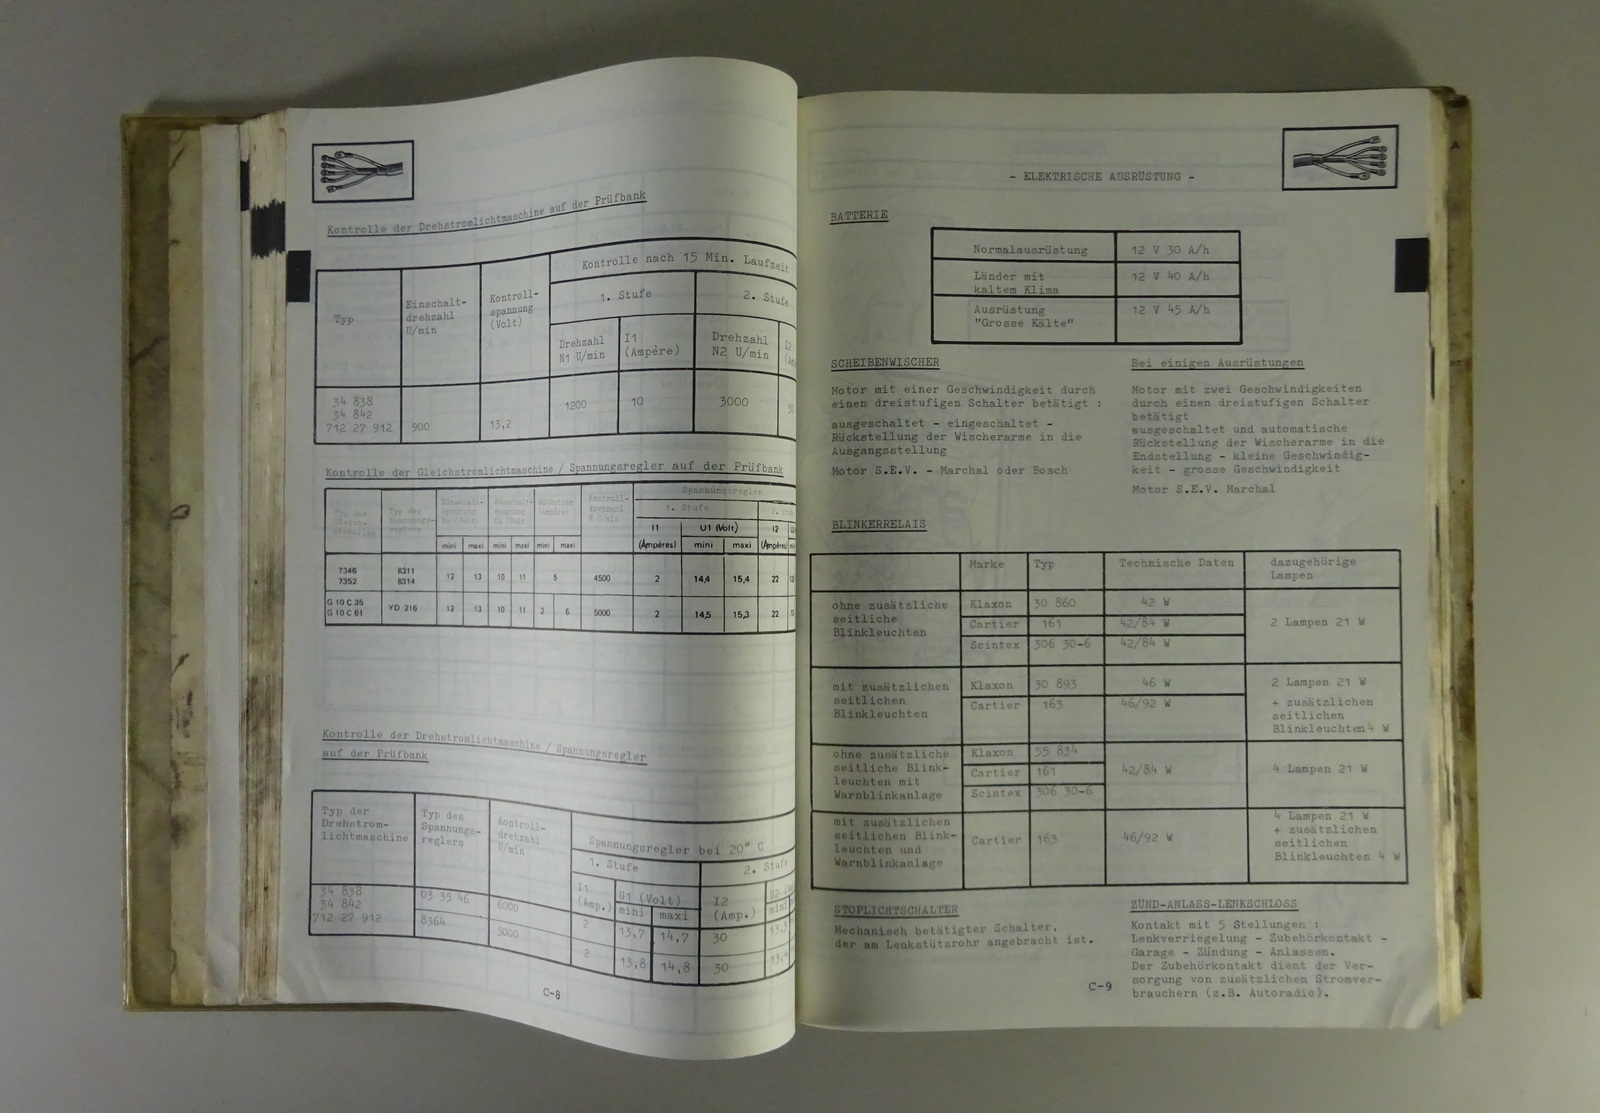 Kontrolle der Drehstromlichtmaschine auf der Prüfbank
Kontrolle nach 15 Min. Laufzeit
1. Stufe
2. Stufe
Typ
Einschalt-
drehzahl
U/min
Kontroll-
spannung
(Volt)
Drehzahl
N1 U/min
I1
(Ampère)
Drehzahl
N2 U/min
34 838
34 842
712 27 912
900
13,2
1200
10
3000
Kontrolle der Gleichstromlichtmaschine / Spannungsregler auf der Prüfbank
Spannungsregler
1. Stufe
Kontroll-
drehzahl
N U/min
I1
(Ampères)
U1 (Volt)
I2
(Ampères
mini maxi mini maxi mini maxi mini maxi
7346
7352
8311
8314
12 13 10 11 5 4500 2 14,4 15,4 22
G 10 C 35
G 10 C 61
YD 216
12 13 10 11 2 6 5000 2 14,5 15,3 22
Kontrolle der Drehstromlichtmaschine / Spannungsregler
auf der Prüfbank
Typ der
Drehstrom-
lichtmaschine
Typ des
Spannungs-
reglers
Kontroll-
drehzahl
U/min
Spannungsregler bei 20° C
1. Stufe
2. Stufe
I1
(Amp.)
U1 (Volt)
mini maxi
I2
(Amp.)
34 838
34 842
712 27 912
03 35 46
6000
2
13,7
14,7
30
8364
5000
2
13,8
14,8
30
C-8
- ELEKTRISCHE AUSRÜSTUNG -
BATTERIE
Normalausrüstung 12 V 30 A/h
Länder mit
kaltem Klima
12 V 40 A/h
Ausrüstung
"Grosse Kälte"
12 V 45 A/h
SCHEIBENWISCHER
Motor mit einer Geschwindigkeit durch
einen dreistufigen Schalter betätigt :
ausgeschaltet - eingeschaltet -
Rückstellung der Wischerarme in die
Ausgangsstellung
Motor S.E.V. - Marchal oder Bosch
Bei einigen Ausrüstungen
Motor mit zwei Geschwindigkeiten
durch einen dreistufigen Schalter
betätigt
ausgeschaltet und automatische
Rückstellung der Wischerarme in die
Endstellung - kleine Geschwindig-
keit - grosse Geschwindigkeit
Motor S.E.V. Marchal
BLINKERRELAIS
Marke Typ Technische Daten dazugehörige
Lampen
ohne zusätzliche
seitliche
Blinkleuchten
Klaxon 30 860 42 W
Cartier 161 42/84 W
Scintex 306 30-6 42/84 W
2 Lampen 21 W
mit zusätzlichen
seitlichen
Blinkleuchten
Klaxon 30 893 46 W
Cartier 163 46/92 W
2 Lampen 21 W
+ zusätzlichen
seitlichen
Blinkleuchten 4 W
ohne zusätzliche
seitliche Blink-
leuchten mit
Warnblinkanlage
Klaxon 55 834
Cartier 161
Scintex 306 30-6
42/84 W
4 Lampen 21 W
mit zusätzlichen
seitlichen Blink-
leuchten und
Warnblinkanlage
Cartier 163 46/92 W
4 Lampen 21 W
+ zusätzlichen
seitlichen
Blinkleuchten 4 W
STOPLICHTSCHALTER
Mechanisch betätigter Schalter,
der am Lenkstützrohr angebracht ist.
ZÜND-ANLASS-LENKSCHLOSS
Kontakt mit 5 Stellungen :
Lenkverriegelung - Zubehörkontakt -
Garage - Zündung - Anlassen.
Der Zubehörkontakt dient der Ver-
sorgung von zusätzlichen Stromver-
brauchern (z.B. Autoradio).
C-9